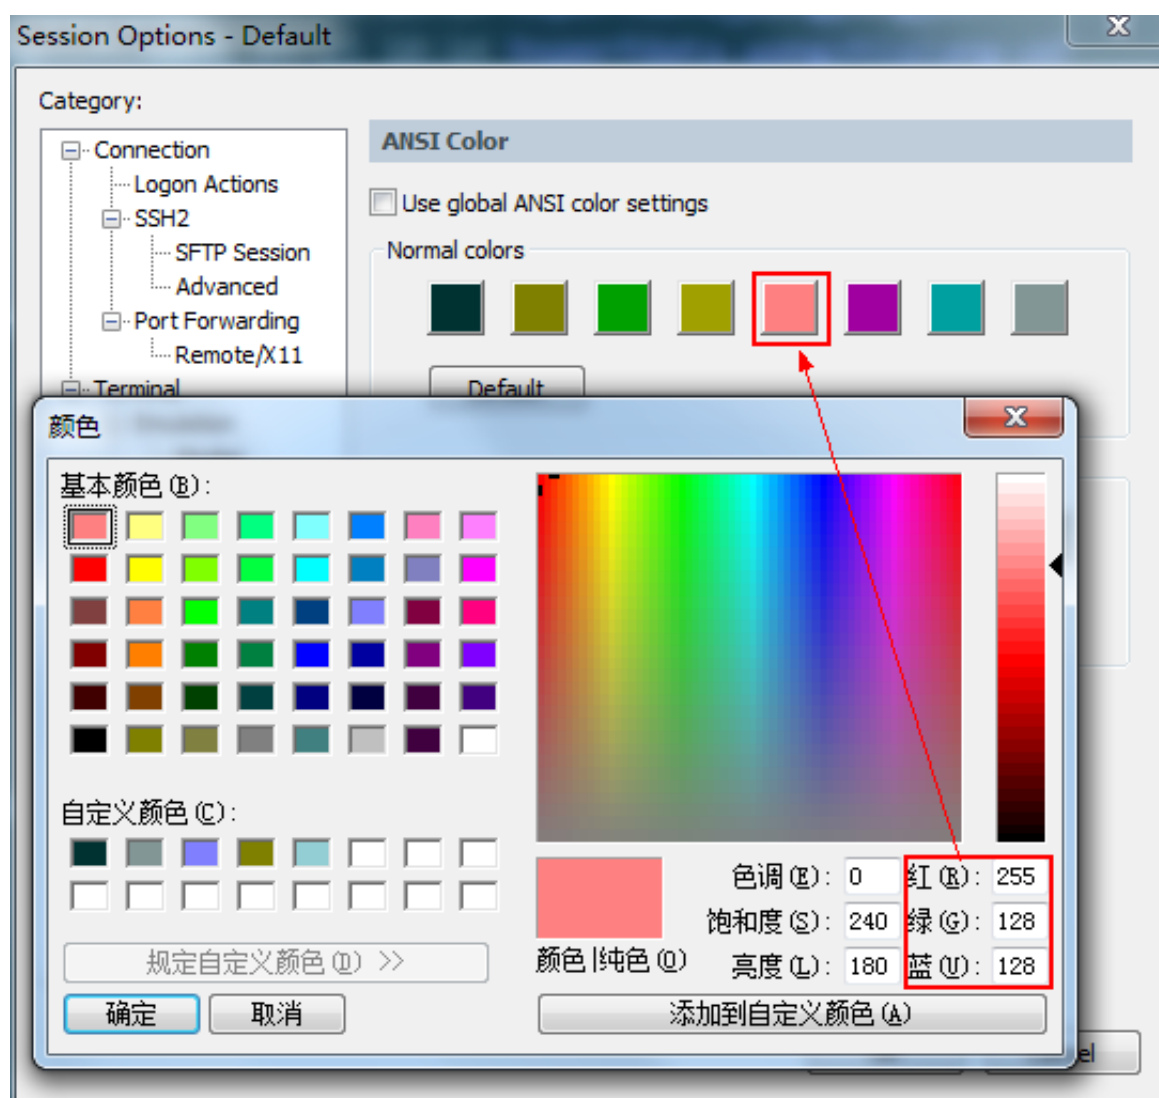 Session Options - Default
Category:
Connection
Logon Actions
SSH2
SFTP Session
Advanced
Port Forwarding
Remote/X11
Terminal
ANSI Color
Use global ANSI color settings
Normal colors
Default
颜色
基本颜色(B):
自定义颜色(C):
规定自定义颜色(D) >>
确定
取消
颜色|纯色(O)
色调(E): 0
饱和度(S): 240
亮度(L): 180
红(R): 255
绿(G): 128
蓝(U): 128
添加到自定义颜色(A)